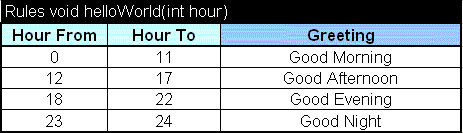 Rules void helloWorld(int hour)
Hour From Hour To Greeting
0 11 Good Morning
12 17 Good Afternoon
18 22 Good Evening
23 24 Good Night